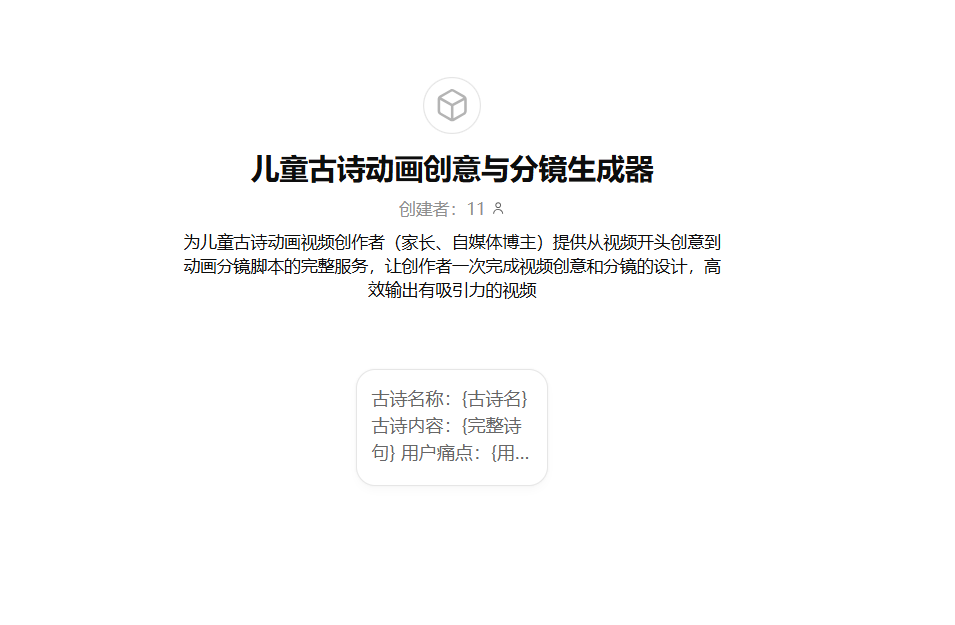 儿童古诗动画创意与分镜生成器
创建者：11
为儿童古诗动画视频创作者（家长、自媒体博主）提供从视频开头创意到
动画分镜脚本的完整服务，让创作者一次完成视频创意和分镜的设计，高
效输出有吸引力的视频
古诗名称：{古诗名}
古诗内容：{完整诗
句} 用户痛点：{用...